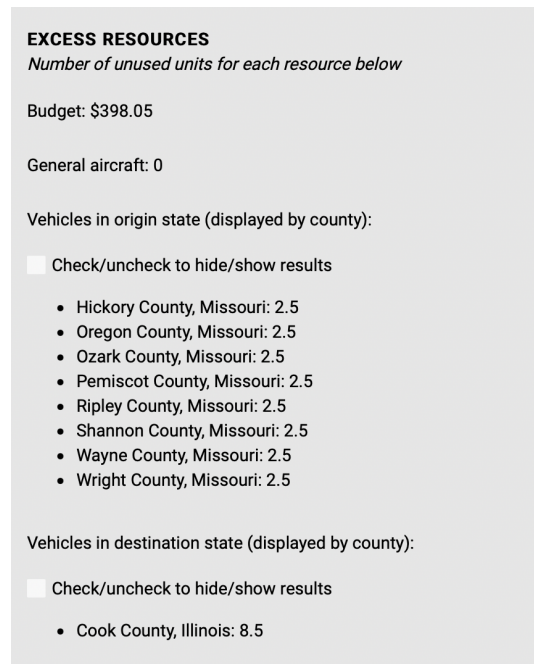 EXCESS RESOURCES
Number of unused units for each resource below
Budget: $398.05
General aircraft: 0
Vehicles in origin state (displayed by county):
Check/uncheck to hide/show results
• Hickory County, Missouri: 2.5
• Oregon County, Missouri: 2.5
• Ozark County, Missouri: 2.5
• Pemiscot County, Missouri: 2.5
• Ripley County, Missouri: 2.5
• Shannon County, Missouri: 2.5
• Wayne County, Missouri: 2.5
• Wright County, Missouri: 2.5
Vehicles in destination state (displayed by county):
Check/uncheck to hide/show results
• Cook County, Illinois: 8.5